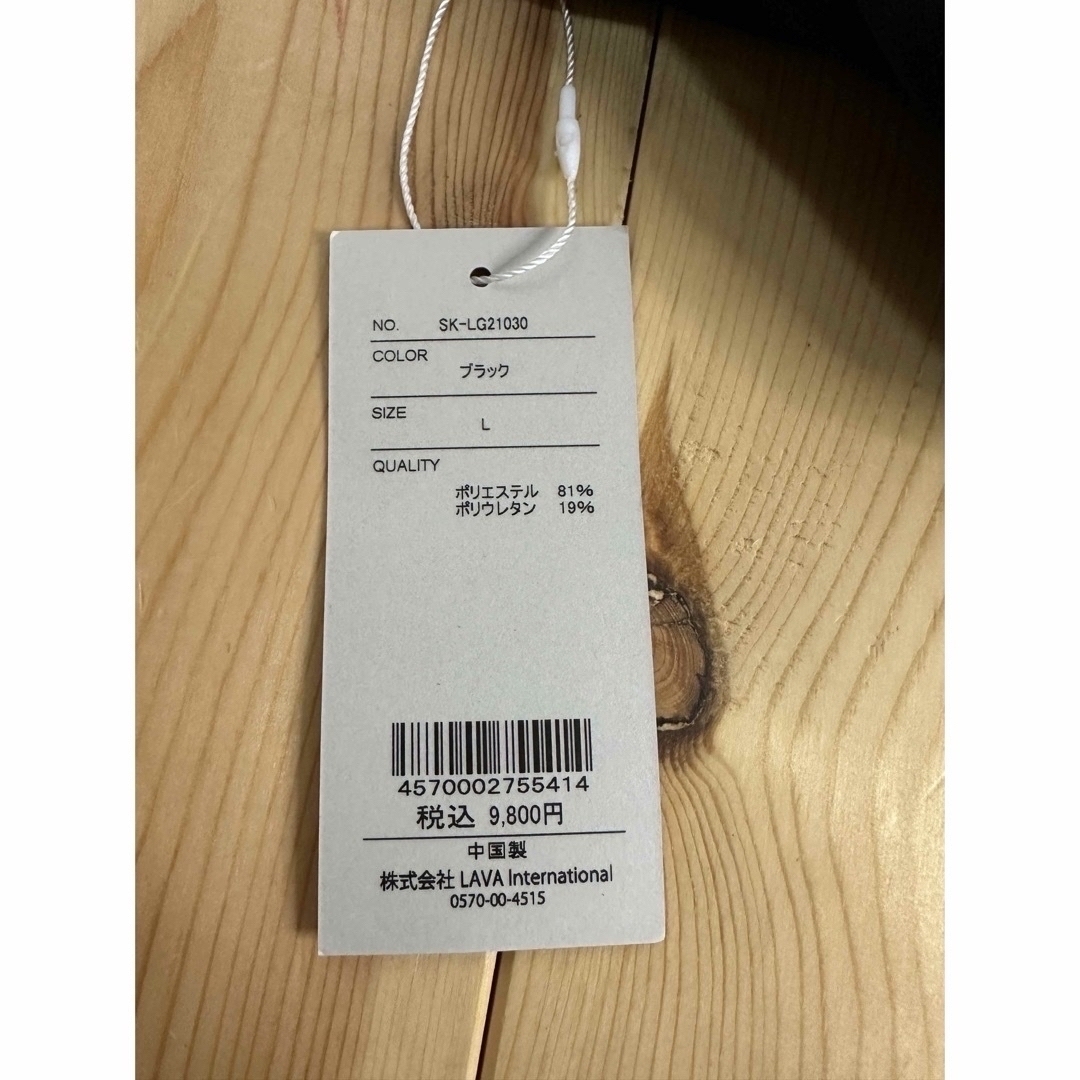 NO. SK-LG21030
COLOR
ブラック
SIZE
L
QUALITY
ポリエステル 81%
ポリウレタン 19%
4570002755414
税込 9,800円
中国製
株式会社 LAVA International
0570-00-4515